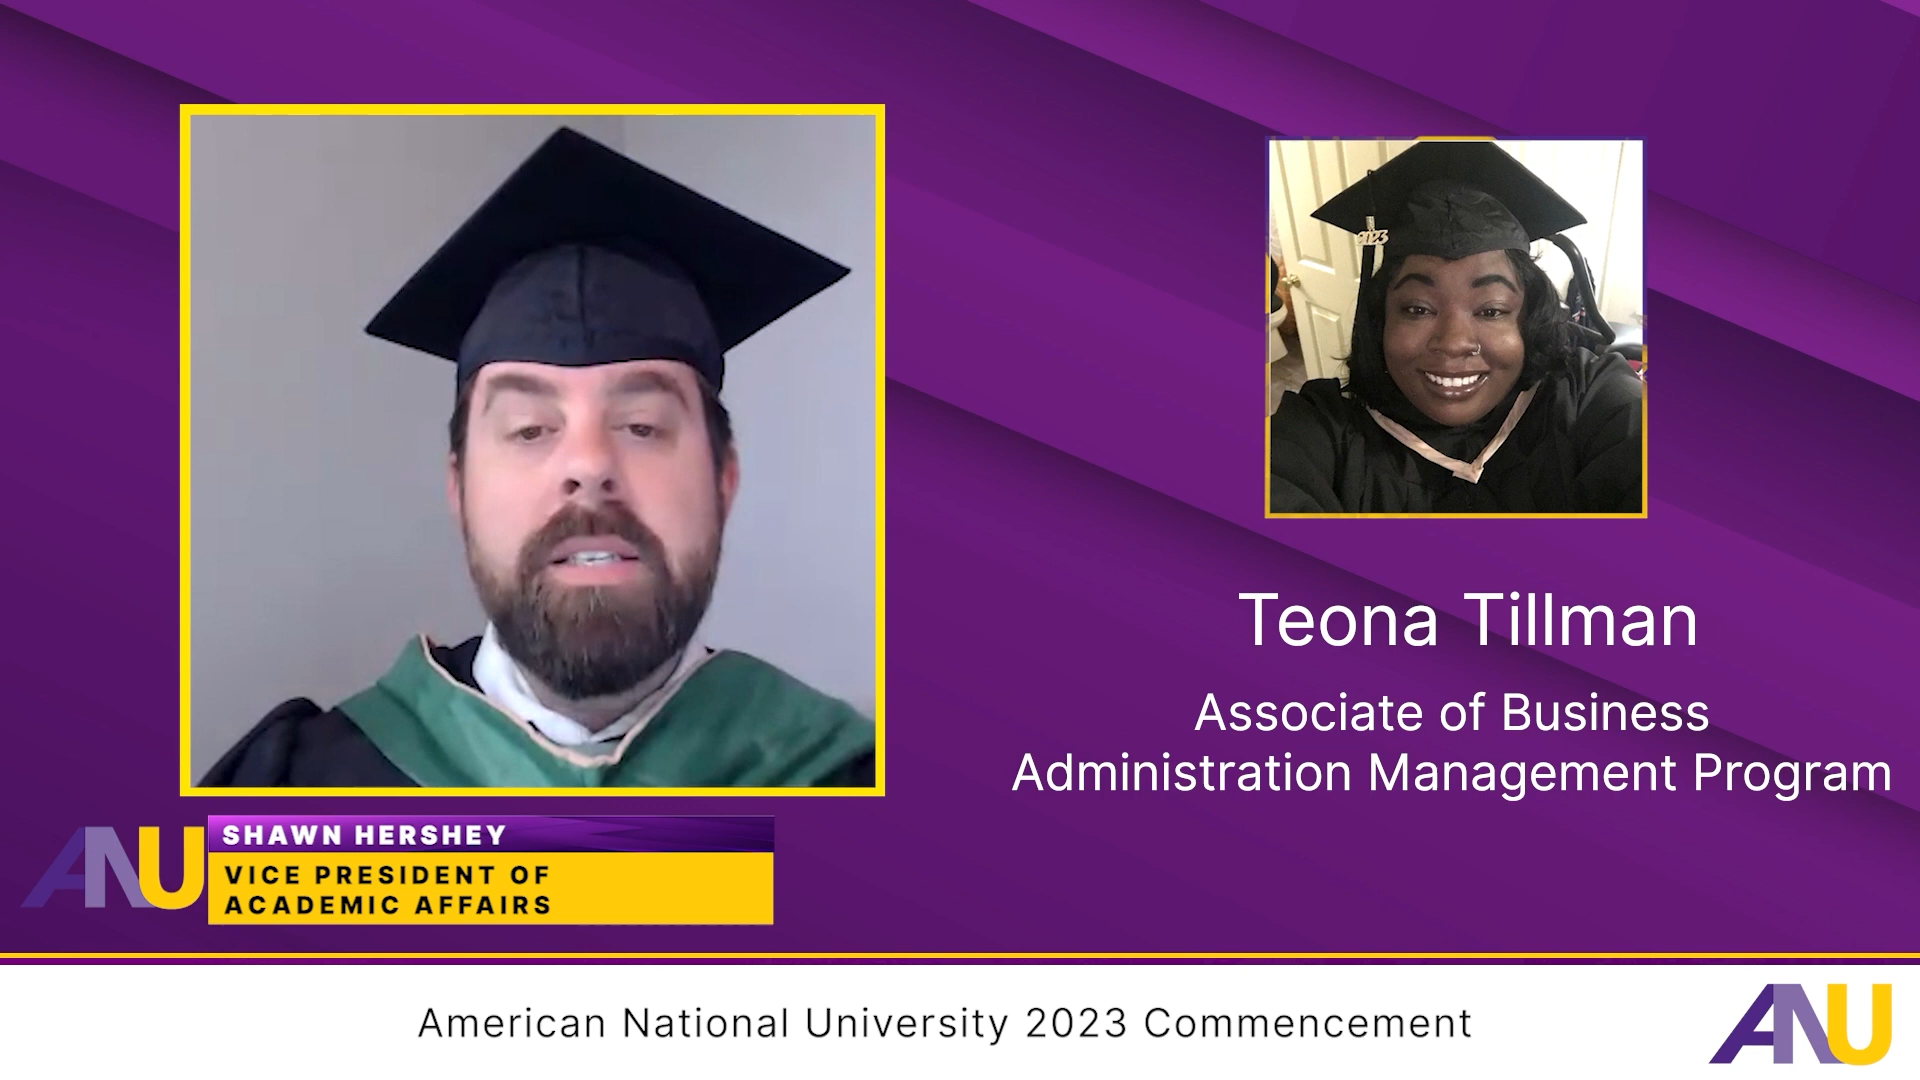 2023
Teona Tillman
Associate of Business
Administration Management Program
ANU
SHAWN HERSHEY
VICE PRESIDENT OF
ACADEMIC AFFAIRS
American National University 2023 Commencement
ANU